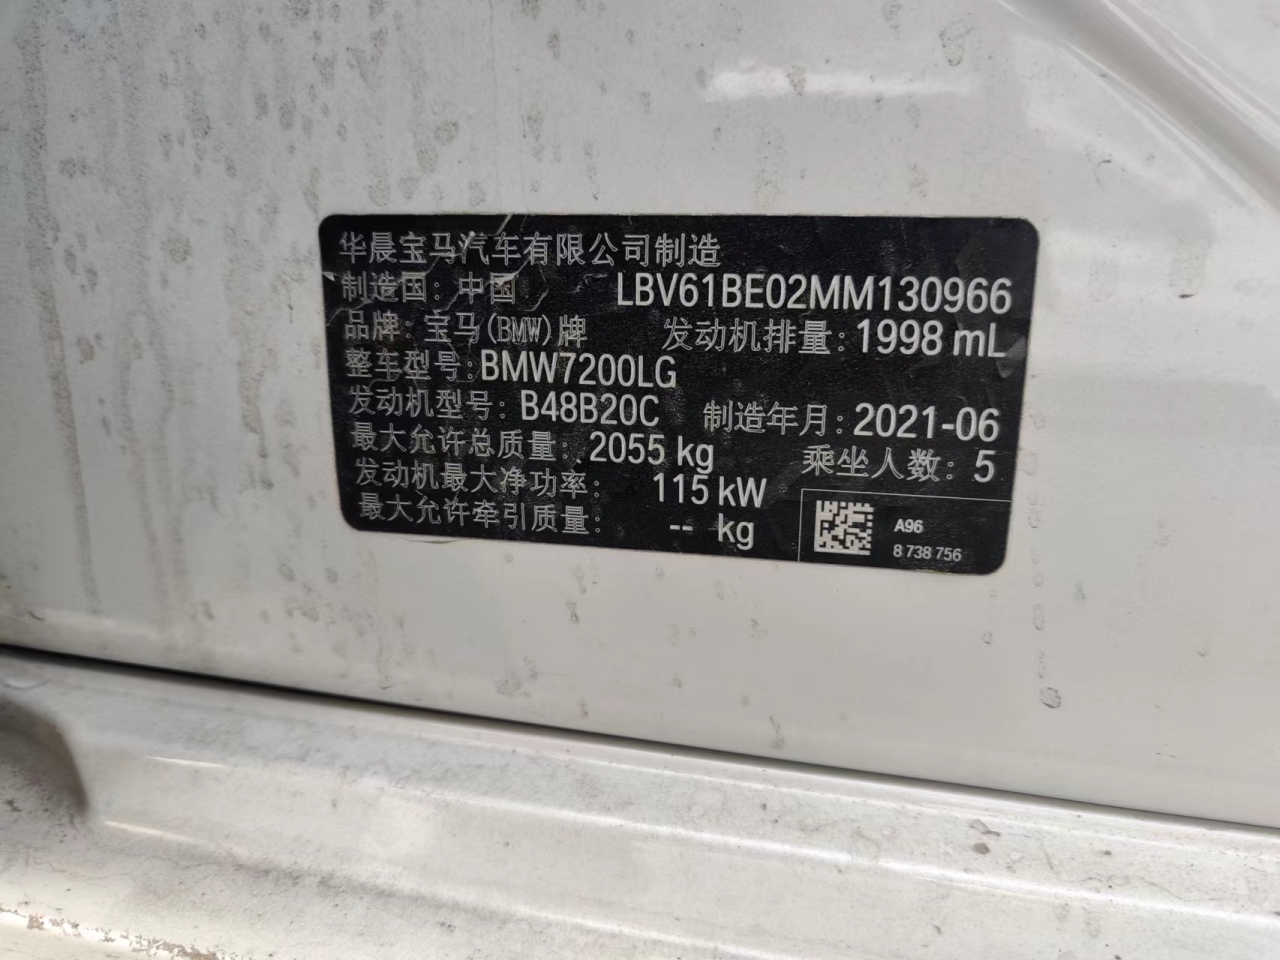 华晨宝马汽车有限公司制造
制造国：中国 LBV61BE02MM130966
品牌：宝马(BMW)牌 发动机排量：1998 mL
整车型号：BMW7200LG
发动机型号：B48B20C 制造年月：2021-06
最大允许总质量：2055 kg 乘坐人数：5
发动机最大净功率：115 kW
最大允许牵引质量：-- kg
A96
8 738 756